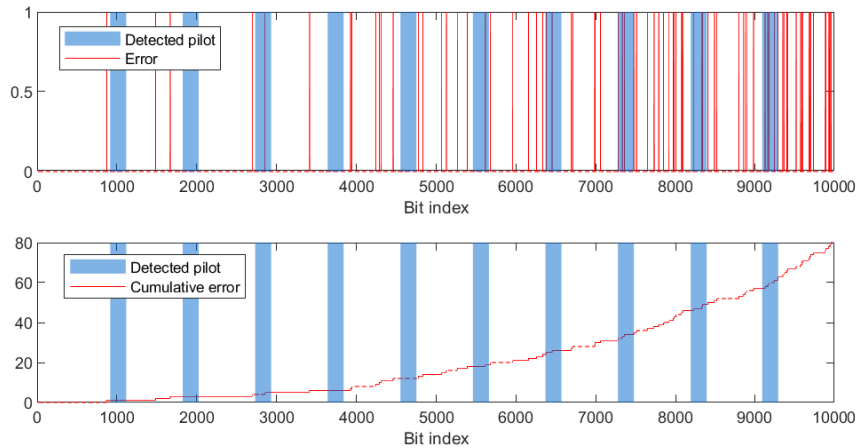 1
0.5
0
Detected pilot
Error
0 1000 2000 3000 4000 5000 6000 7000 8000 9000 10000
Bit index
80
60
40
20
0
Detected pilot
Cumulative error
0 1000 2000 3000 4000 5000 6000 7000 8000 9000 10000
Bit index